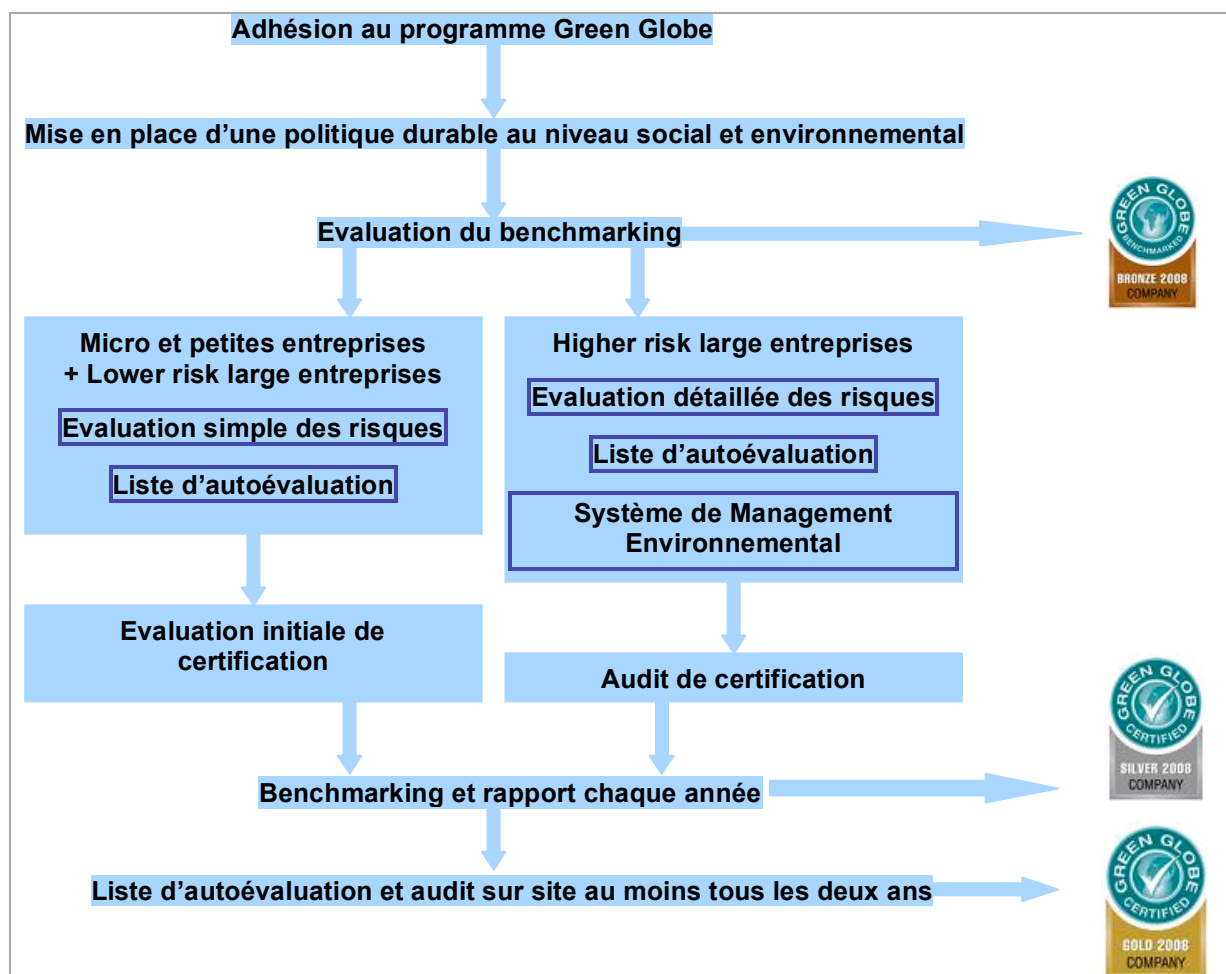 Adhésion au programme Green Globe
Mise en place d’une politique durable au niveau social et environnemental
Evaluation du benchmarking
GREEN GLOBE
BENCHMARKED
BRONZE 2008
COMPANY
Micro et petites entreprises
+ Lower risk large entreprises
Evaluation simple des risques
Liste d’autoévaluation
Higher risk large entreprises
Evaluation détaillée des risques
Liste d’autoévaluation
Système de Management
Environnemental
Evaluation initiale de
certification
Audit de certification
GREEN GLOBE
CERTIFIED
SILVER 2008
COMPANY
Benchmarking et rapport chaque année
Liste d’autoévaluation et audit sur site au moins tous les deux ans
GREEN GLOBE
CERTIFIED
GOLD 2008
COMPANY